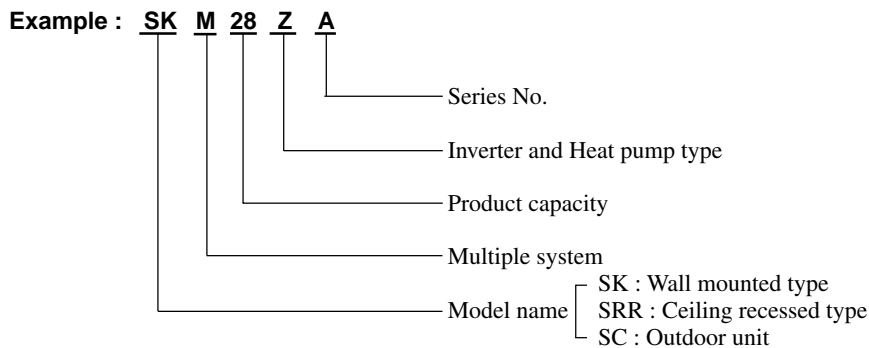 Example : SK M 28 Z A
Series No.
Inverter and Heat pump type
Product capacity
Multiple system
SK : Wall mounted type
Model name SRR : Ceiling recessed type
SC : Outdoor unit